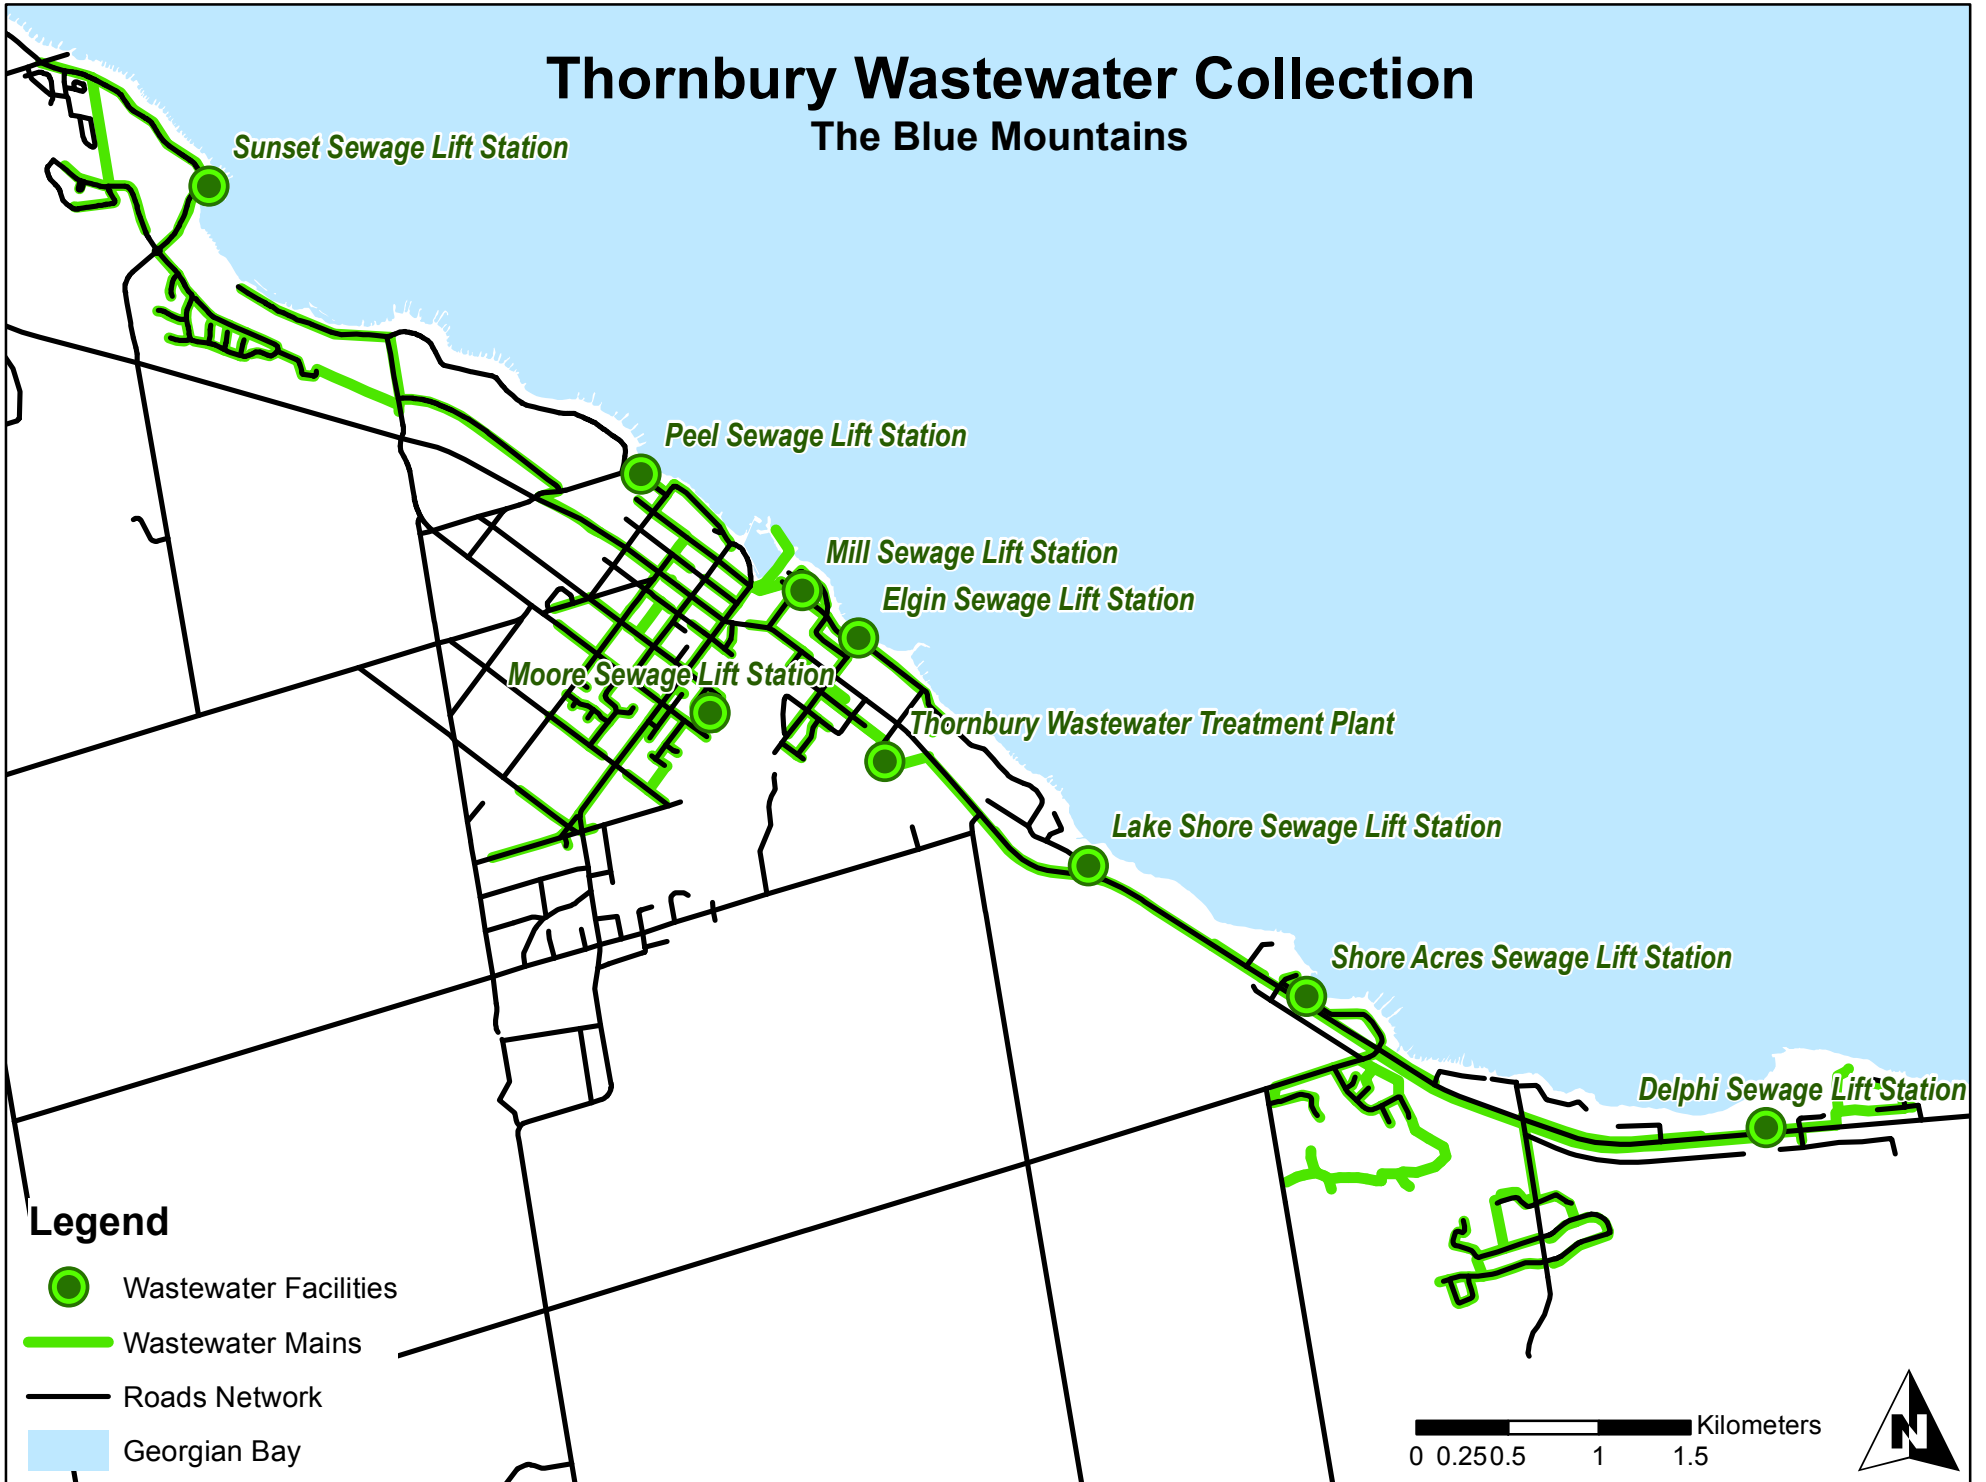 Thornbury Wastewater Collection
The Blue Mountains
Sunset Sewage Lift Station
Peel Sewage Lift Station
Mill Sewage Lift Station
Elgin Sewage Lift Station
Moore Sewage Lift Station
Thornbury Wastewater Treatment Plant
Lake Shore Sewage Lift Station
Shore Acres Sewage Lift Station
Delphi Sewage Lift Station
Legend
Wastewater Facilities
Wastewater Mains
Roads Network
Georgian Bay
Kilometers
0 0.25 0.5 1 1.5
N